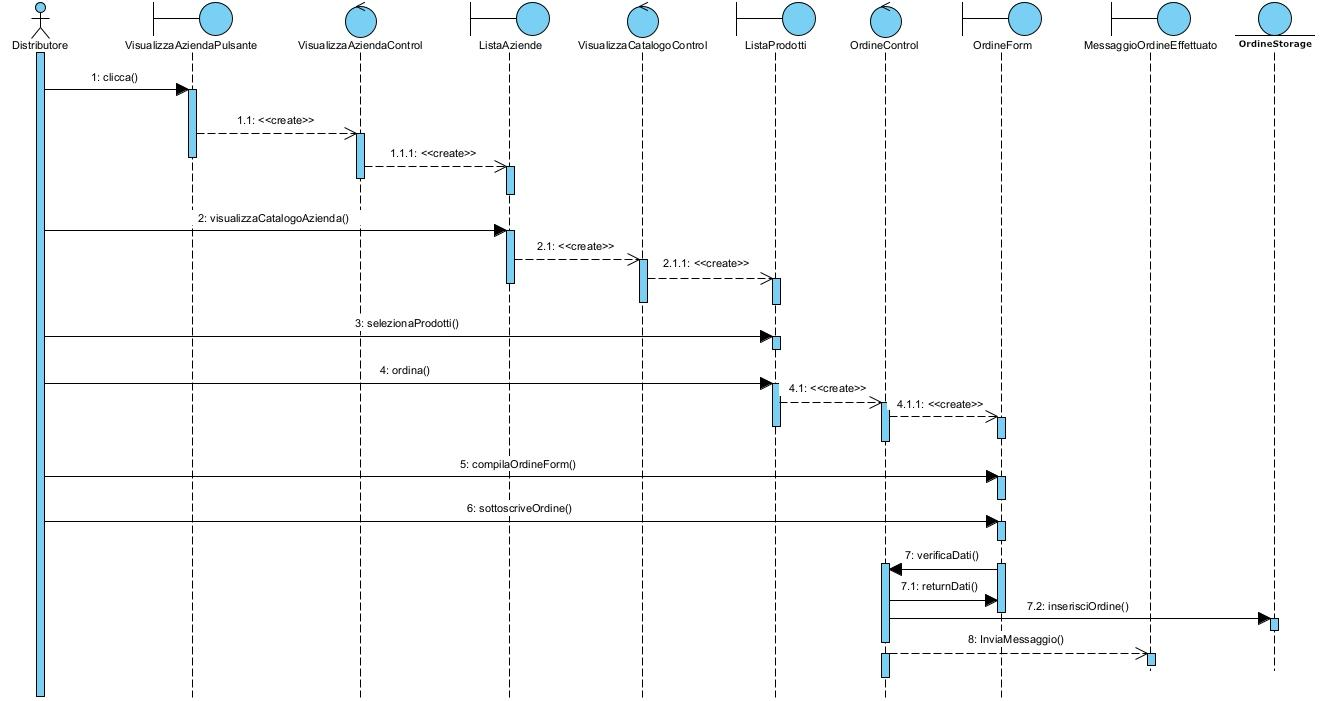 Distributore
VisualizzaAziendaPulsante
VisualizzaAziendaControl
ListaAziende
VisualizzaCatalogoControl
ListaProdotti
OrdineControl
OrdineForm
MessaggioOrdineEffettuato
OrdineStorage
1: clicca()
1.1: <<create>>
1.1.1: <<create>>
2: visualizzaCatalogoAzienda()
2.1: <<create>>
2.1.1: <<create>>
3: selezionaProdotti()
4: ordina()
4.1: <<create>>
4.1.1: <<create>>
5: compilaOrdineForm()
6: sottoscriveOrdine()
7: verificaDati()
7.1: returnDati()
7.2: inserisciOrdine()
8: InviaMessaggio()